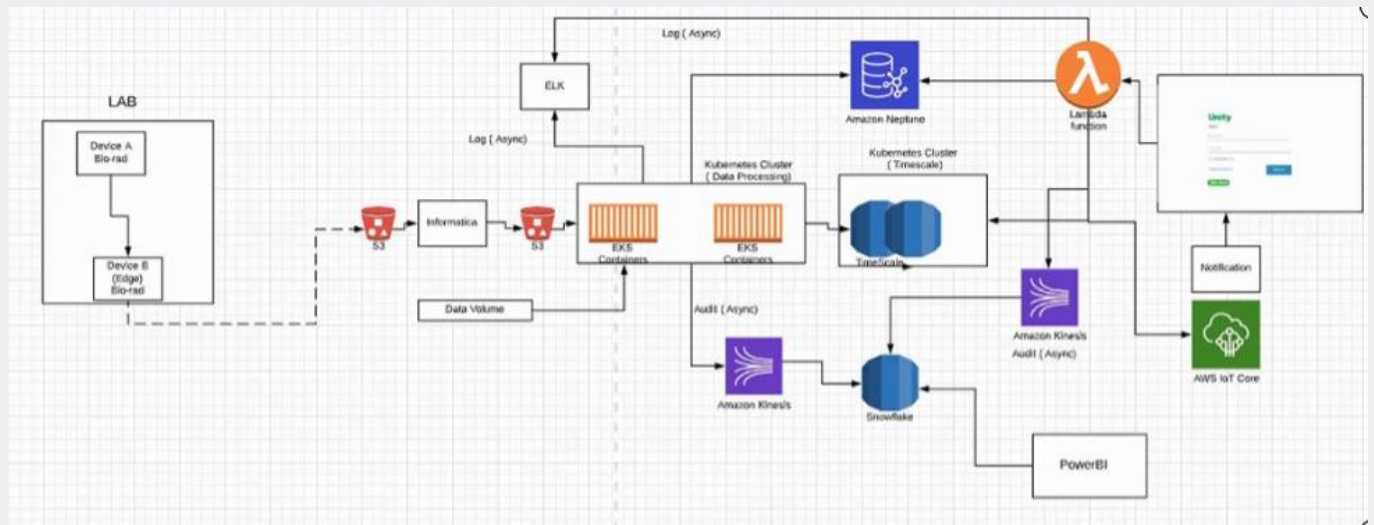 Log ( Async)
ELK
LAB
Amazon Neptune
Lambda
function
Unity
Device A
Bio-rad
Log ( Async)
Kubernetes Cluster
( Data Processing)
Kubernetes Cluster
( Timescale)
S3
Informatica
S3
EKS
Containers
EKS
Containers
TimeScale
Device B
(Edge)
Bio-rad
Data Volume
Audit ( Async)
Notification
Amazon Kinesis
Audit ( Async)
AWS IoT Core
Amazon Kinesis
Snowflake
PowerBI